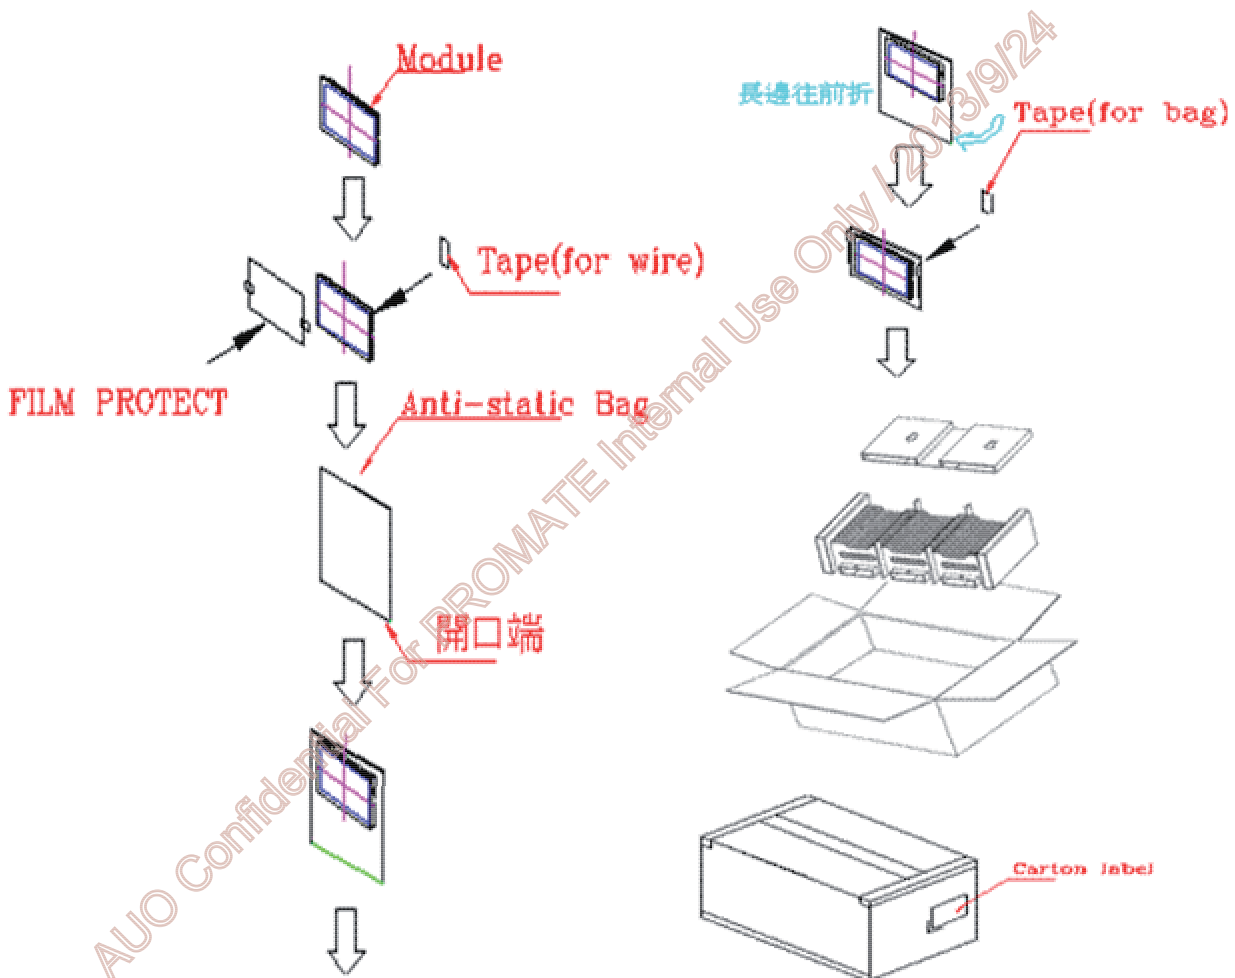 Module
Tape(for wire)
FILM PROTECT
Anti-static Bag
開口端
長邊往前折
Tape(for bag)
Carton label
AUO Confidential For PROMATE Internal Use Only / 2013/9/24